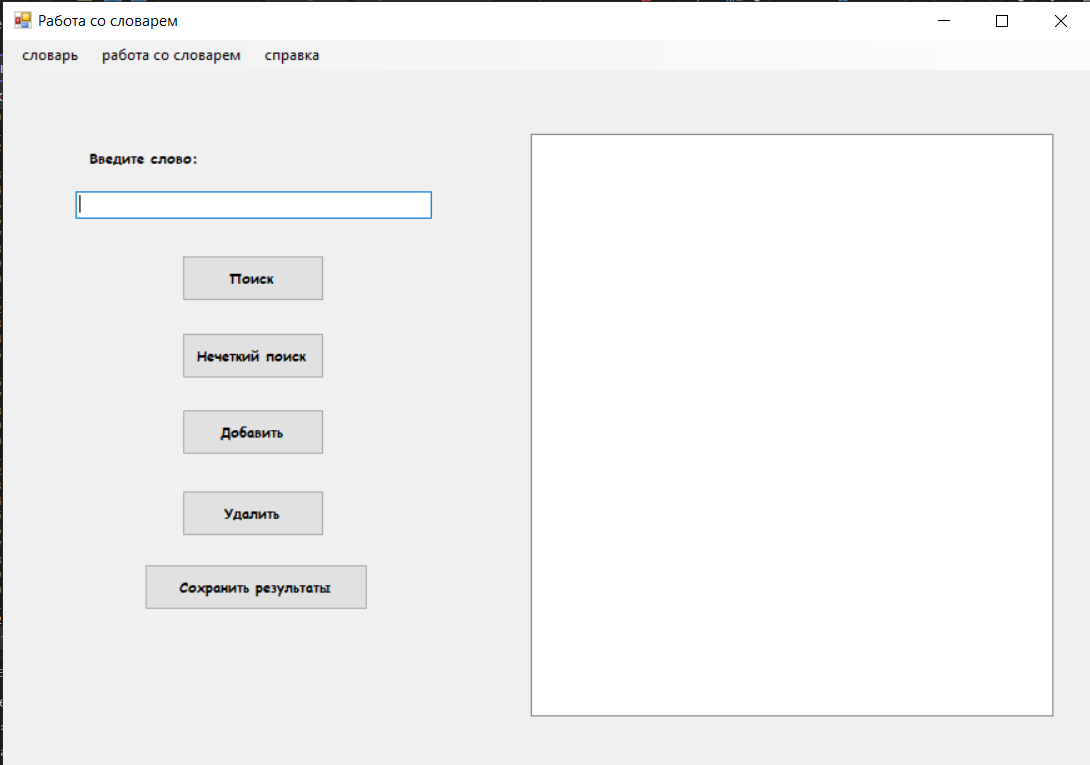 Работа со словарем
словарь работа со словарем справка
Введите слово:
Поиск
Нечеткий поиск
Добавить
Удалить
Сохранить результаты